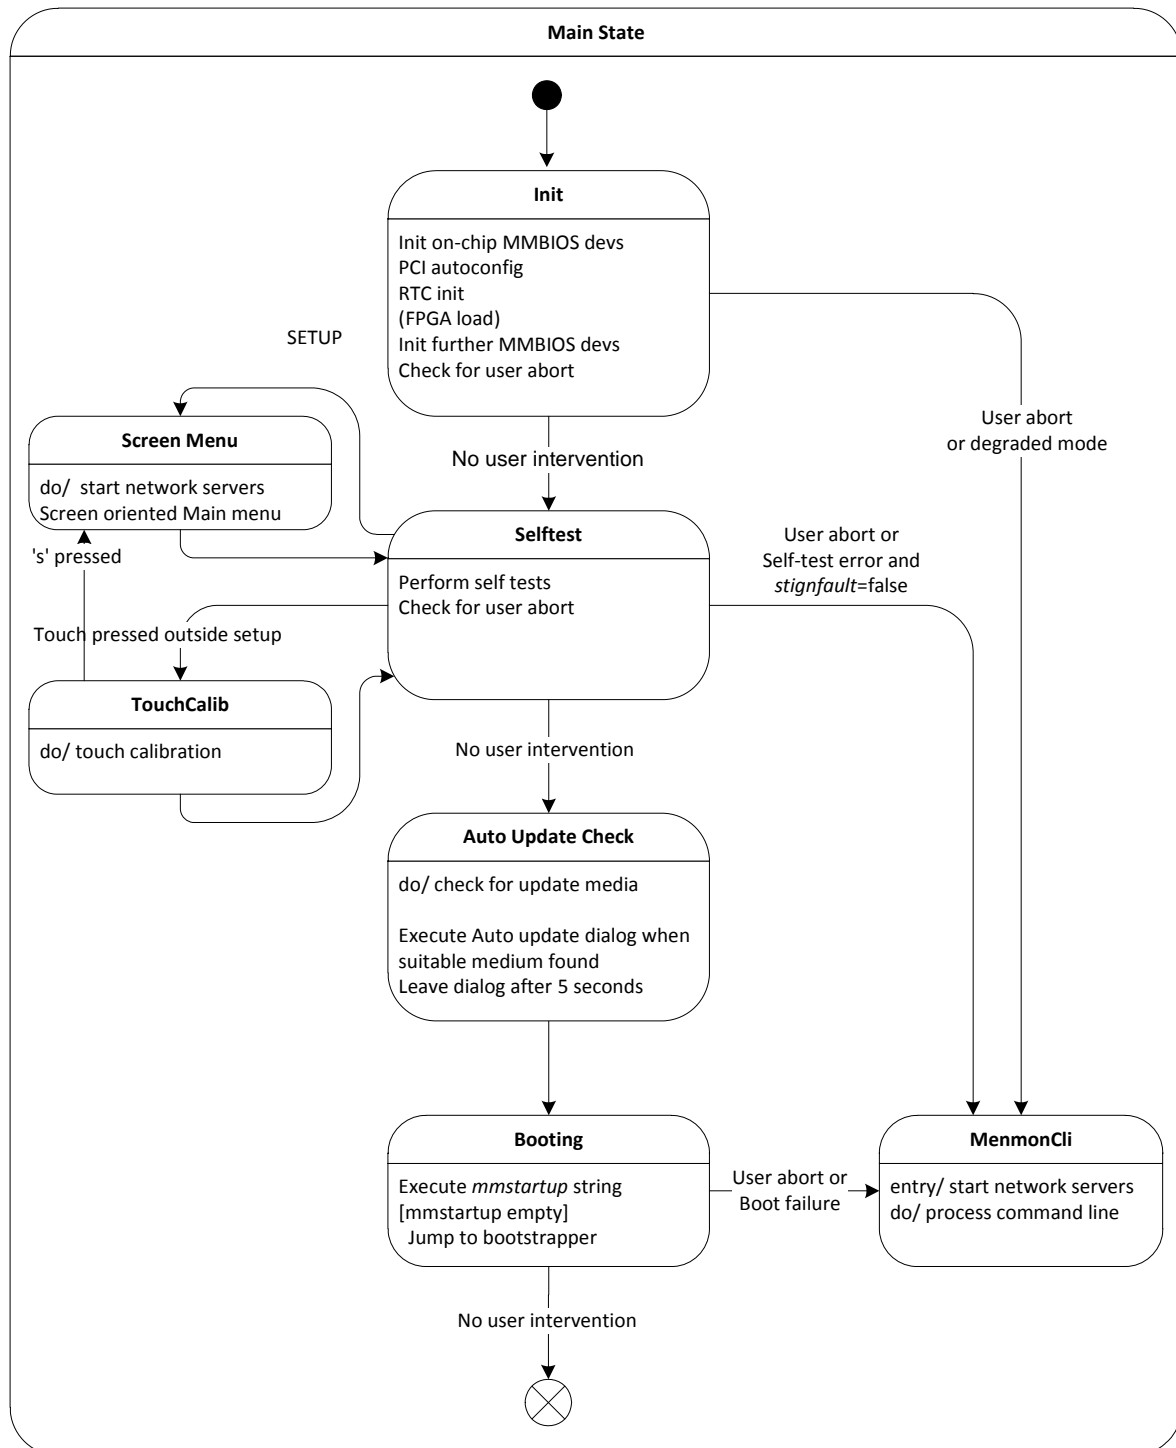 Main State
Init
Init on-chip MMBIOS devs
PCI autoconfig
RTC init
(FPGA load)
Init further MMBIOS devs
Check for user abort
SETUP
User abort
or degraded mode
Screen Menu
do/  start network servers
Screen oriented Main menu
No user intervention
's' pressed
Selftest
Perform self tests
Check for user abort
User abort or
Self-test error and
stignfault=false
Touch pressed outside setup
TouchCalib
do/ touch calibration
No user intervention
Auto Update Check
do/ check for update media
Execute Auto update dialog when
suitable medium found
Leave dialog after 5 seconds
Booting
Execute mmstartup string
[mmstartup empty]
Jump to bootstrapper
User abort or
Boot failure
MenmonCli
entry/ start network servers
do/ process command line
No user intervention